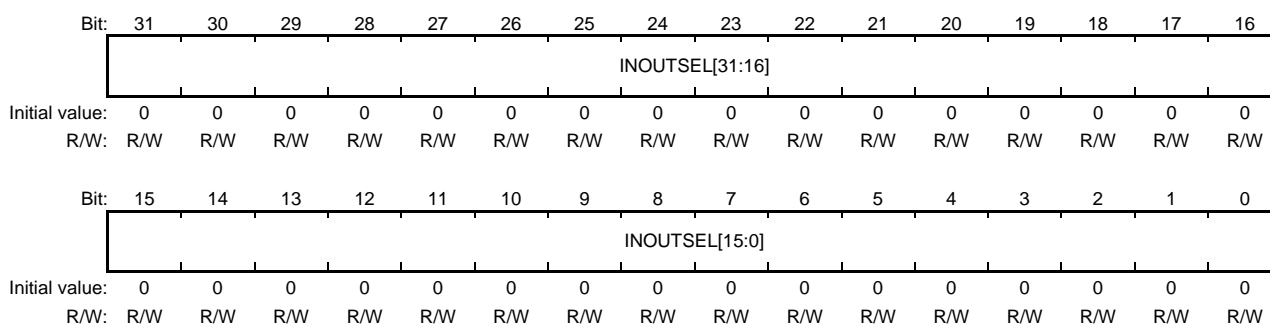 Bit: 31 30 29 28 27 26 25 24 23 22 21 20 19 18 17 16
INOUTSEL[31:16]
Initial value: 0 0 0 0 0 0 0 0 0 0 0 0 0 0 0 0
R/W: R/W R/W R/W R/W R/W R/W R/W R/W R/W R/W R/W R/W R/W R/W R/W R/W
Bit: 15 14 13 12 11 10 9 8 7 6 5 4 3 2 1 0
INOUTSEL[15:0]
Initial value: 0 0 0 0 0 0 0 0 0 0 0 0 0 0 0 0
R/W: R/W R/W R/W R/W R/W R/W R/W R/W R/W R/W R/W R/W R/W R/W R/W R/W